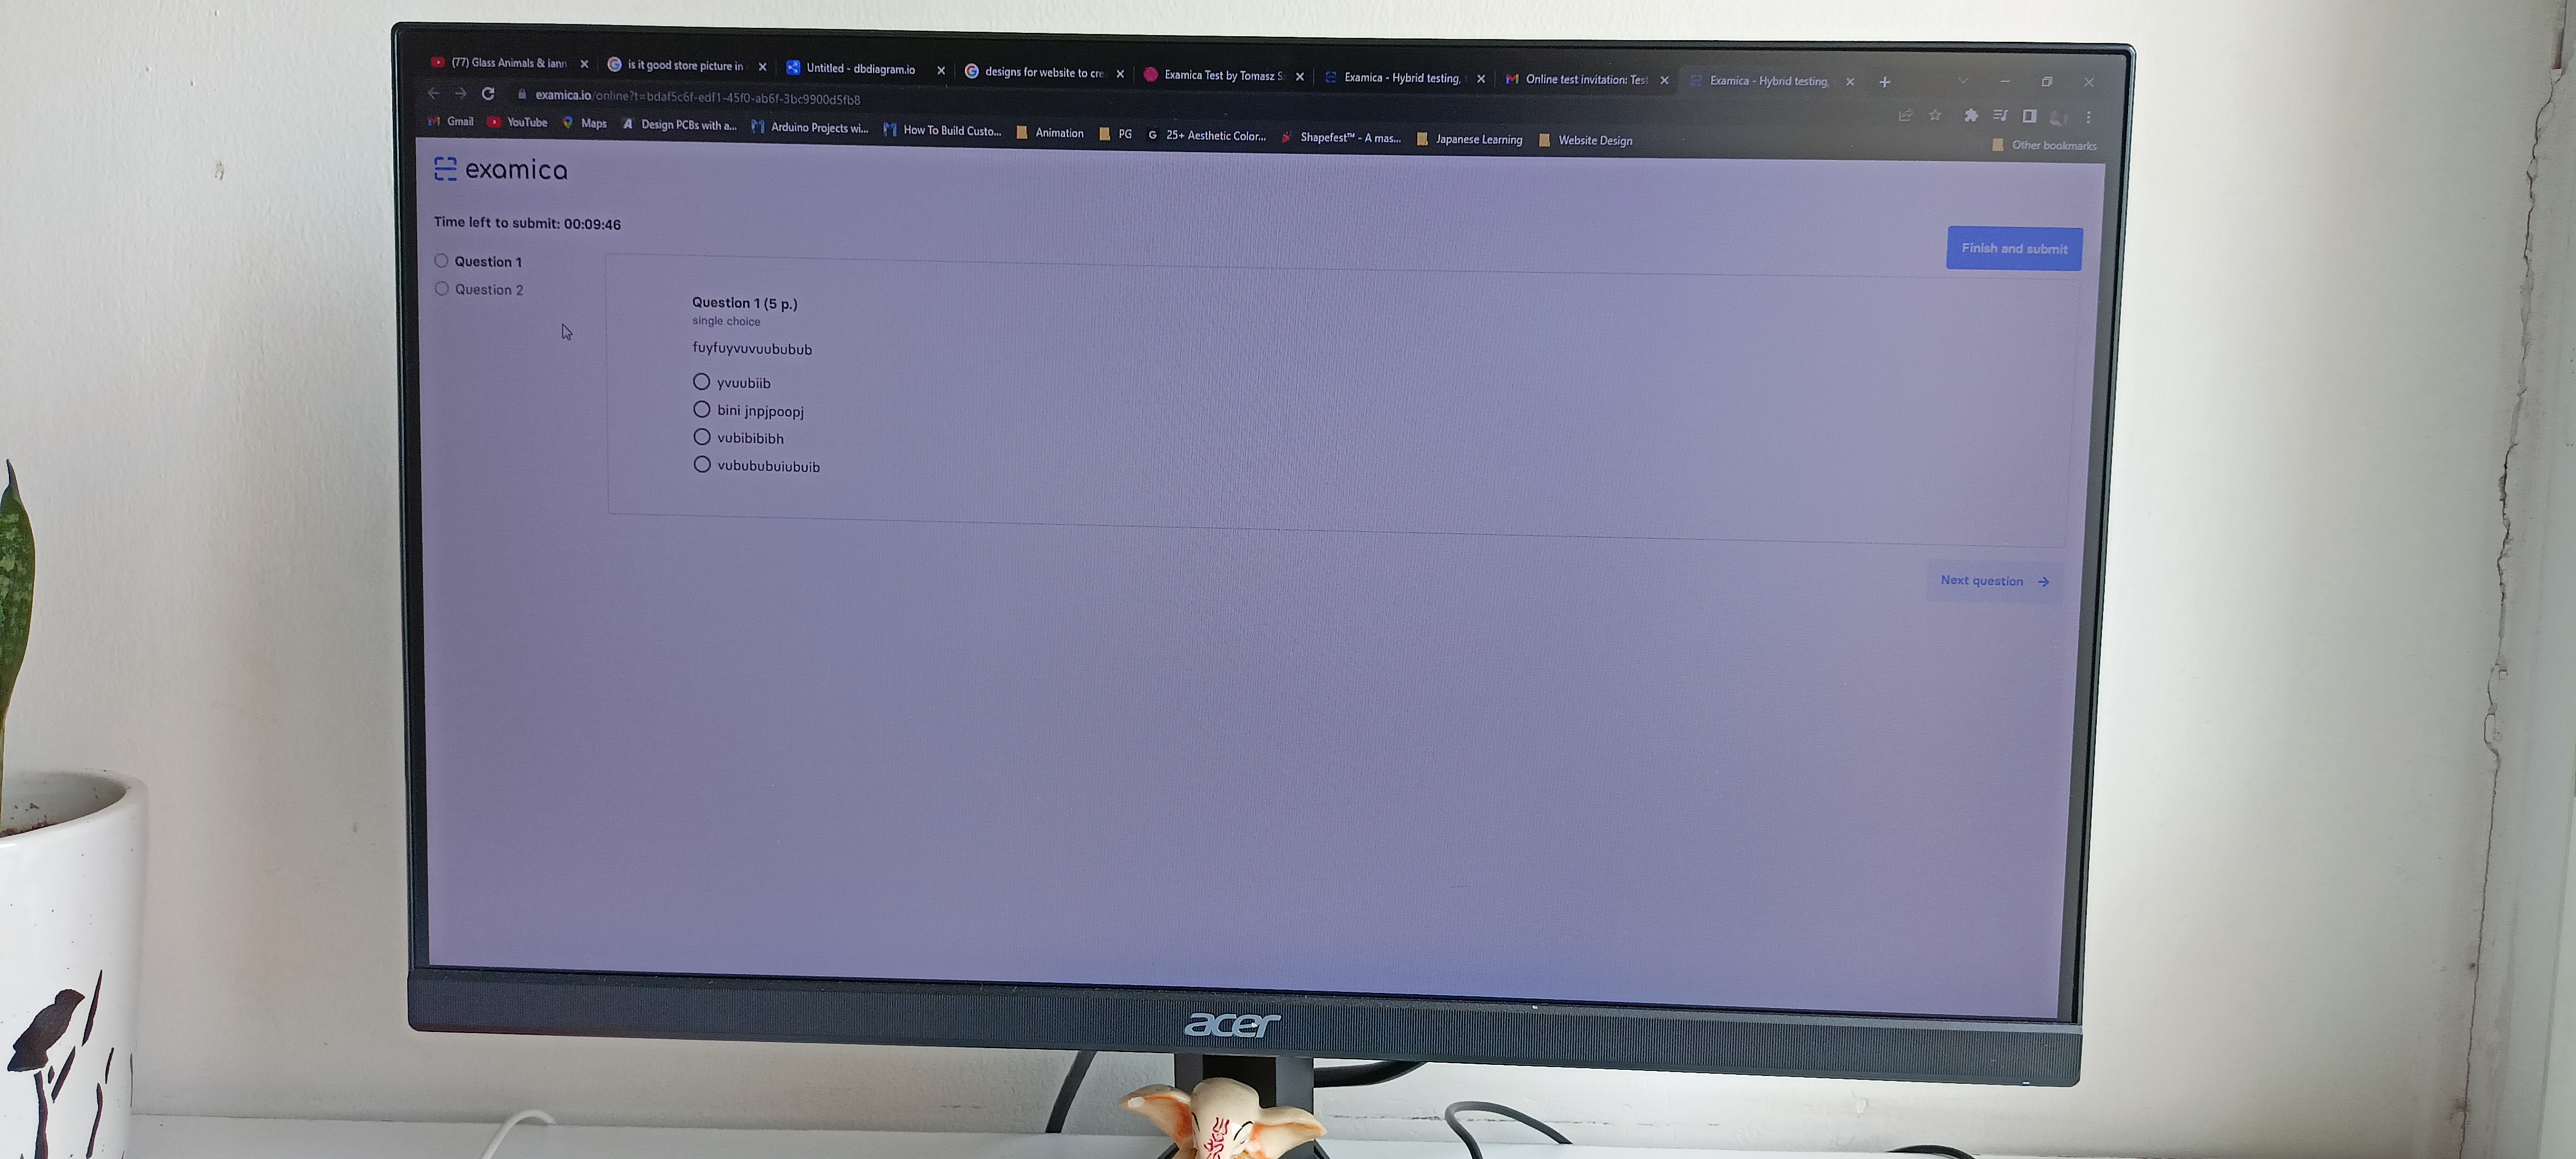 (77) Glass Animals & iann
is it good store picture in
Untitled - dbdiagram.io
designs for website to cre
Examica Test by Tomasz S
Examica - Hybrid testing,
Online test invitation: Test
Examica - Hybrid testing,
examica.io/online?t=bdaf5c6f-edf1-45f0-ab6f-3bc9900d5fb8
Gmail
YouTube
Maps
Design PCBs with a...
Arduino Projects wi...
How To Build Custo...
Animation
PG
25+ Aesthetic Color...
Shapefest™ - A mas...
Japanese Learning
Website Design
Other bookmarks
examica
Time left to submit: 00:09:46
Finish and submit
Question 1
Question 2
Question 1 (5 p.)
single choice
fuyfuyvuvuububub
yvuubiib
bini jnpjpoopj
vubibibibh
vubububuiubuib
Next question
acer